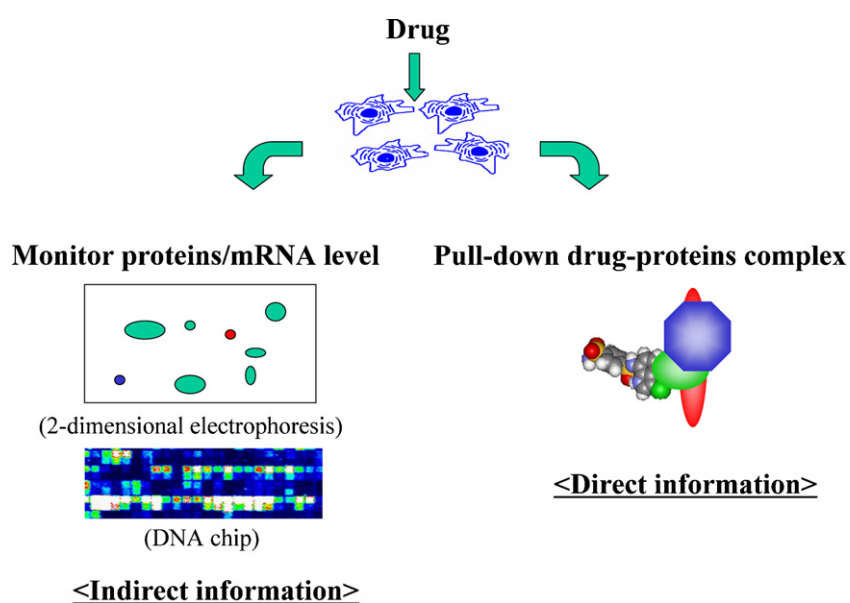 Drug
Monitor proteins/mRNA level
(2-dimensional electrophoresis)
(DNA chip)
<Indirect information>
Pull-down drug-proteins complex
<Direct information>